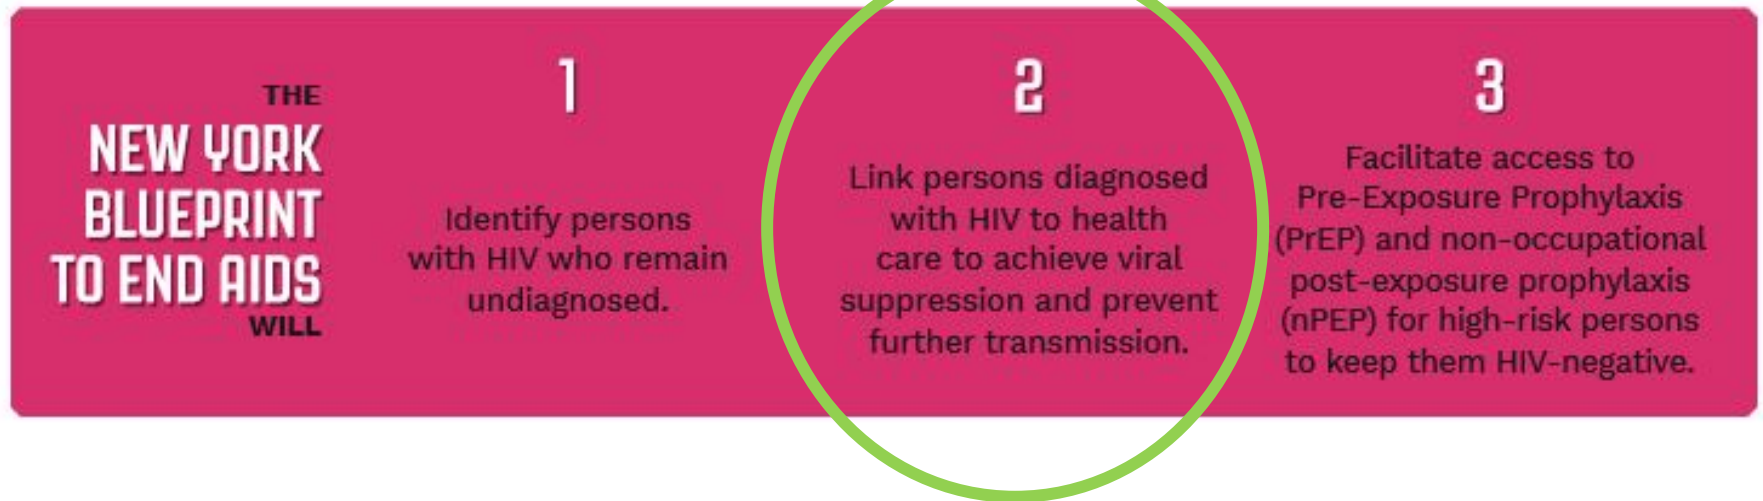 THE
NEW YORK
BLUEPRINT
TO END AIDS
WILL
1
Identify persons
with HIV who remain
undiagnosed.
2
Link persons diagnosed
with HIV to health
care to achieve viral
suppression and prevent
further transmission.
3
Facilitate access to
Pre-Exposure Prophylaxis
(PrEP) and non-occupational
post-exposure prophylaxis
(nPEP) for high-risk persons
to keep them HIV-negative.